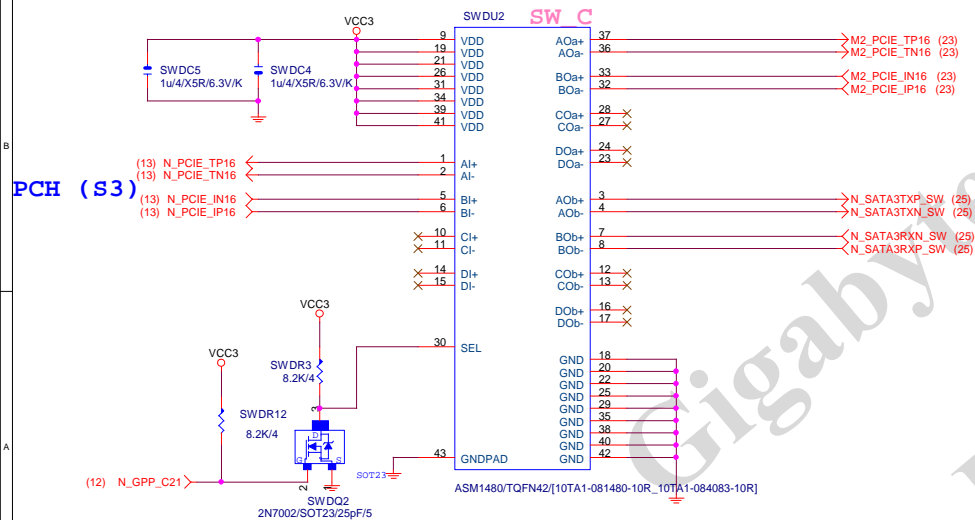 SWDU2
SW_C
VCC3
9 VDD
19 VDD
21 VDD
26 VDD
31 VDD
34 VDD
39 VDD
41 VDD
SWDC5
1u/4/X5R/6.3V/K
SWDC4
1u/4/X5R/6.3V/K
AOa+ 37 M2_PCIE_TP16 (23)
AOa- 36 M2_PCIE_TN16 (23)
BOa+ 33 M2_PCIE_IN16 (23)
BOa- 32 M2_PCIE_IP16 (23)
COa+ 28
COa- 27
DOa+ 24
DOa- 23
B
(13) N_PCIE_TP16 1 AI+
(13) N_PCIE_TN16 2 AI-
PCH (S3)
(13) N_PCIE_IN16 5 BI+
(13) N_PCIE_IP16 6 BI-
10 CI+
11 CI-
14 DI+
15 DI-
AOb+ 3 N_SATA3TXP_SW (25)
AOb- 4 N_SATA3TXN_SW (25)
BOb+ 7 N_SATA3RXN_SW (25)
BOb- 8 N_SATA3RXP_SW (25)
COb+ 12
COb- 13
DOb+ 16
DOb- 17
VCC3
30 SEL
SWDR3
8.2K/4
VCC3
SWDR12
8.2K/4
3
D
G
S
2
1
(12) N_GPP_C21
SWDQ2
2N7002/SOT23/25pF/5
SOT23
43 GNDPAD
GND 18
GND 20
GND 22
GND 25
GND 29
GND 35
GND 38
GND 40
GND 42
A
ASM1480/TQFN42/[10TA1-081480-10R_10TA1-084083-10R]
Gigabyte